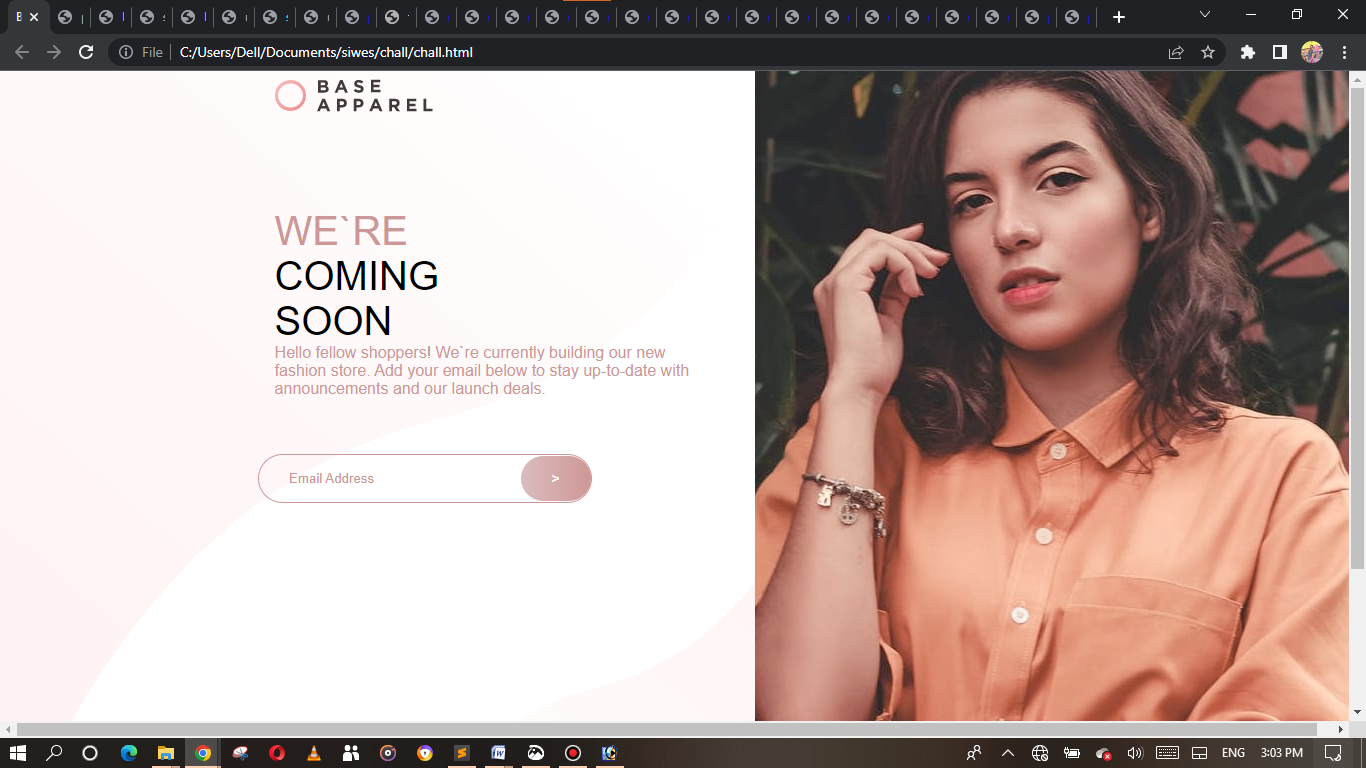 File
C:/Users/Dell/Documents/siwes/chall/chall.html
BASE
APPAREL
WE`RE
COMING
SOON
Hello fellow shoppers! We`re currently building our new
fashion store. Add your email below to stay up-to-date with
announcements and our launch deals.
Email Address
>
ENG
3:03 PM